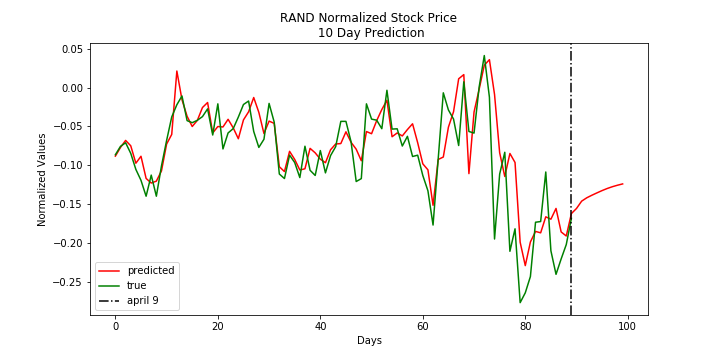 RAND Normalized Stock Price
10 Day Prediction
0.05
0.00
−0.05
−0.10
−0.15
−0.20
−0.25
Normalized Values
predicted
true
april 9
0 20 40 60 80 100
Days